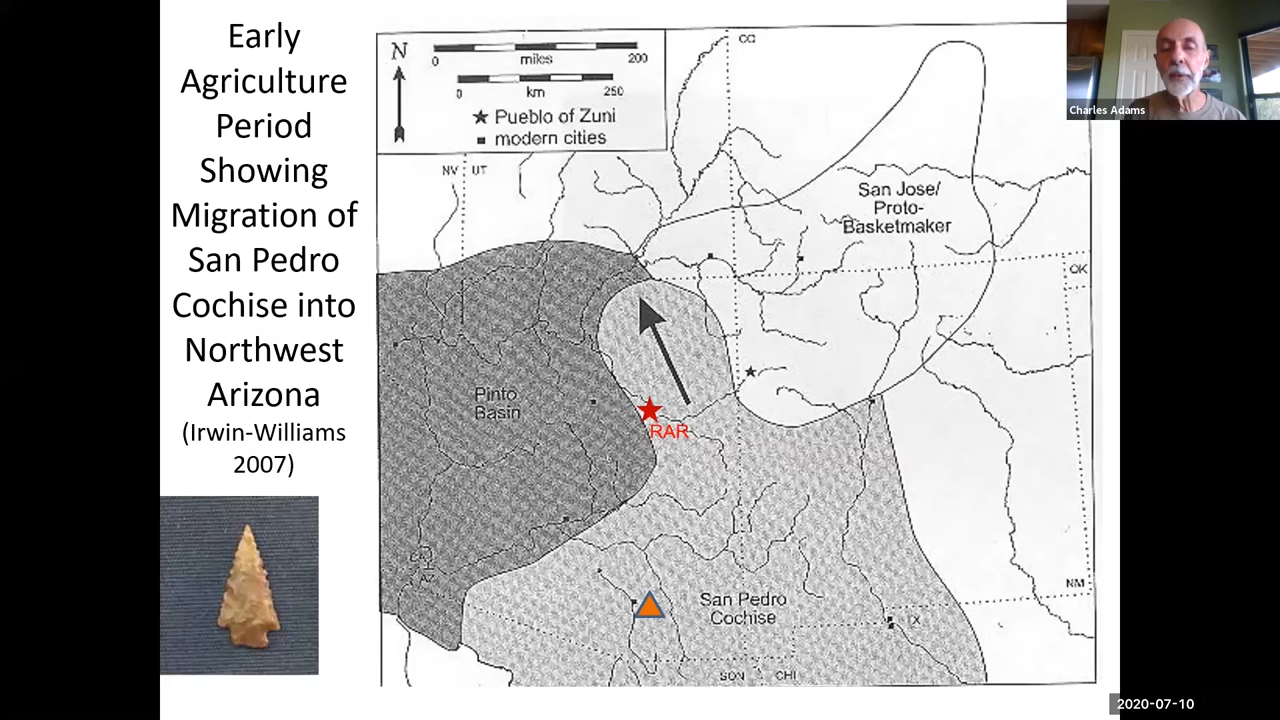 Early
Agriculture
Period
Showing
Migration of
San Pedro
Cochise into
Northwest
Arizona
(Irwin-Williams
2007)
N
0 miles 200
0 km 250
★ Pueblo of Zuni
■ modern cities
CO
NV UT
San Jose/
Proto-
Basketmaker
OK
Pinto
Basin
RAR
CA
AZ
NM
San Pedro
Cochise
TX
SON CHI
Charles Adams
2020-07-10